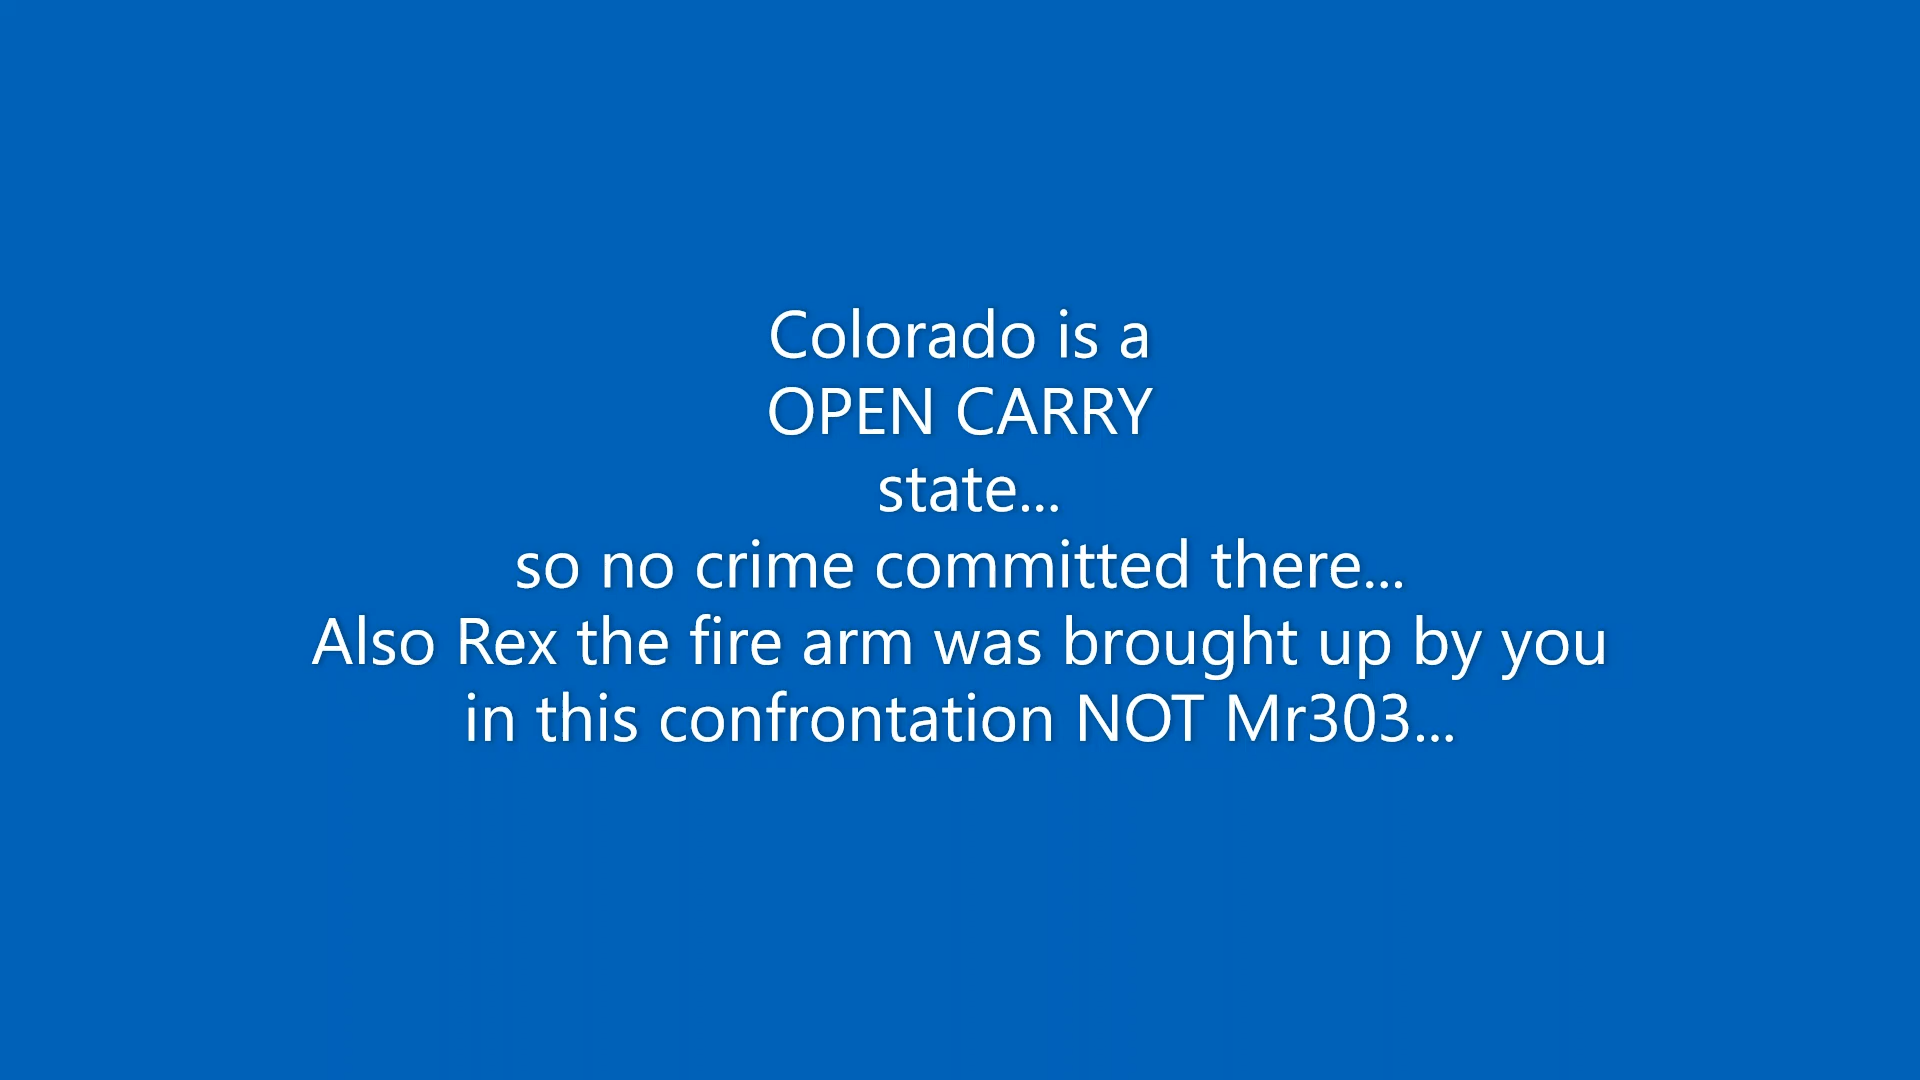 Colorado is a
OPEN CARRY
state...
so no crime committed there...
Also Rex the fire arm was brought up by you
in this confrontation NOT Mr303...